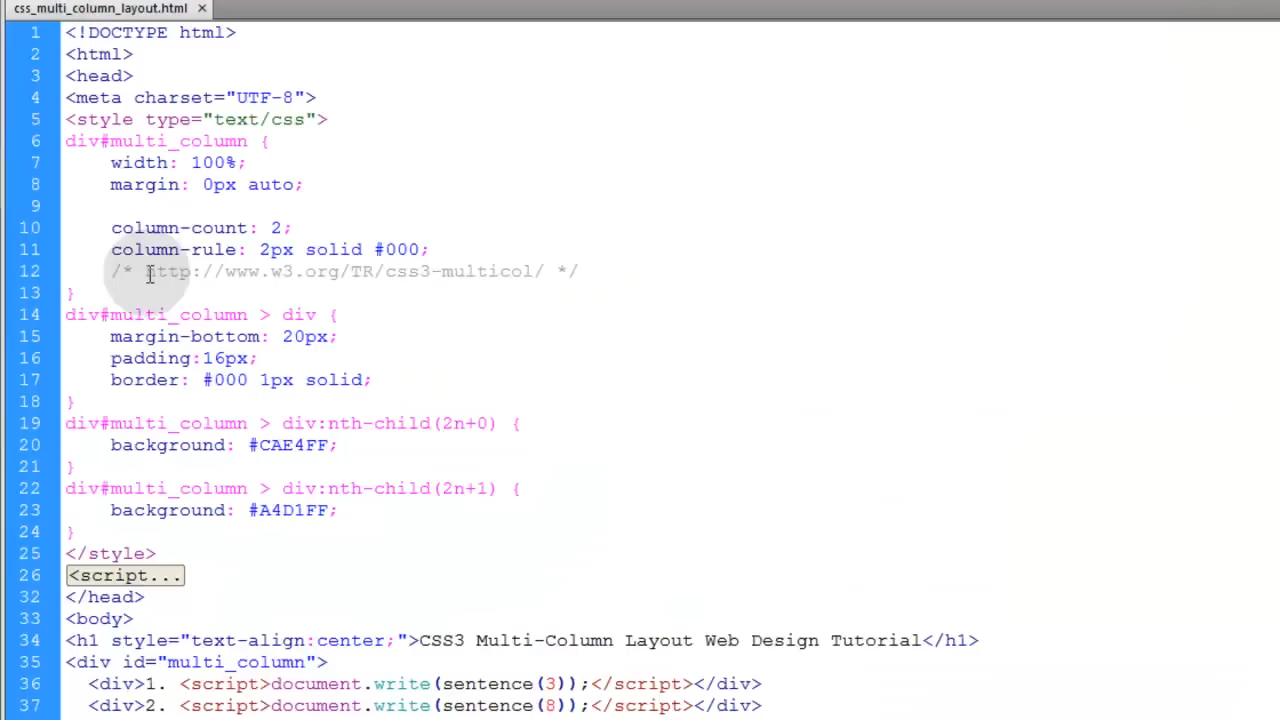 css_multi_column_layout.html ×
1 <!DOCTYPE html>
2 <html>
3 <head>
4 <meta charset="UTF-8">
5 <style type="text/css">
6 div#multi_column {
7     width: 100%;
8     margin: 0px auto;
9
10     column-count: 2;
11     column-rule: 2px solid #000;
12     /* http://www.w3.org/TR/css3-multicol/ */
13 }
14 div#multi_column > div {
15     margin-bottom: 20px;
16     padding:16px;
17     border: #000 1px solid;
18 }
19 div#multi_column > div:nth-child(2n+0) {
20     background: #CAE4FF;
21 }
22 div#multi_column > div:nth-child(2n+1) {
23     background: #A4D1FF;
24 }
25 </style>
26 <script...
32 </head>
33 <body>
34 <h1 style="text-align:center;">CSS3 Multi-Column Layout Web Design Tutorial</h1>
35 <div id="multi_column">
36   <div>1. <script>document.write(sentence(3));</script></div>
37   <div>2. <script>document.write(sentence(8));</script></div>